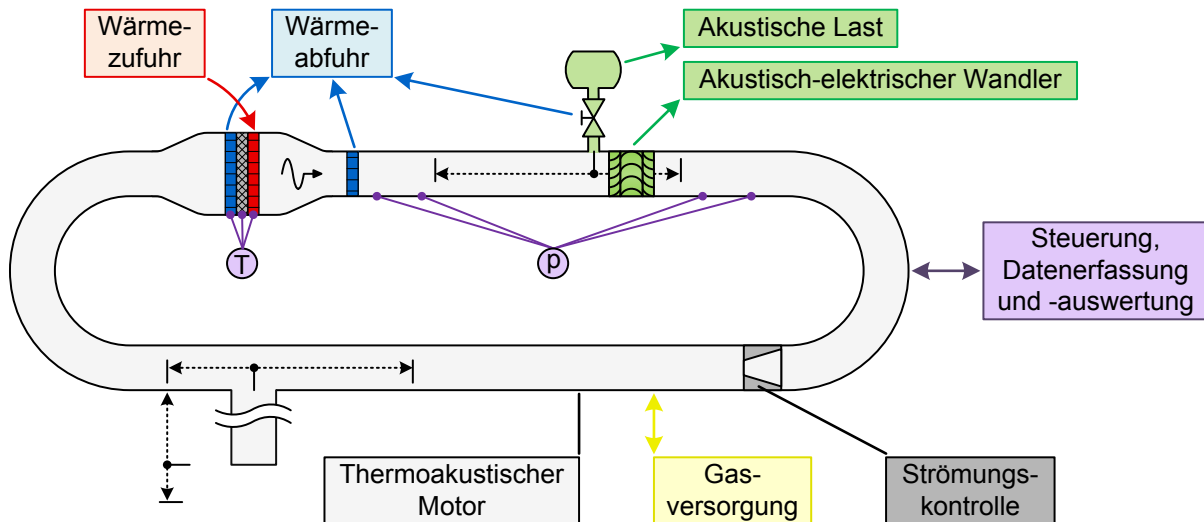 Wärme-
zufuhr
Wärme-
abfuhr
Akustische Last
Akustisch-elektrischer Wandler
T
p
Steuerung,
Datenerfassung
und -auswertung
Thermoakustischer
Motor
Gas-
versorgung
Strömungs-
kontrolle